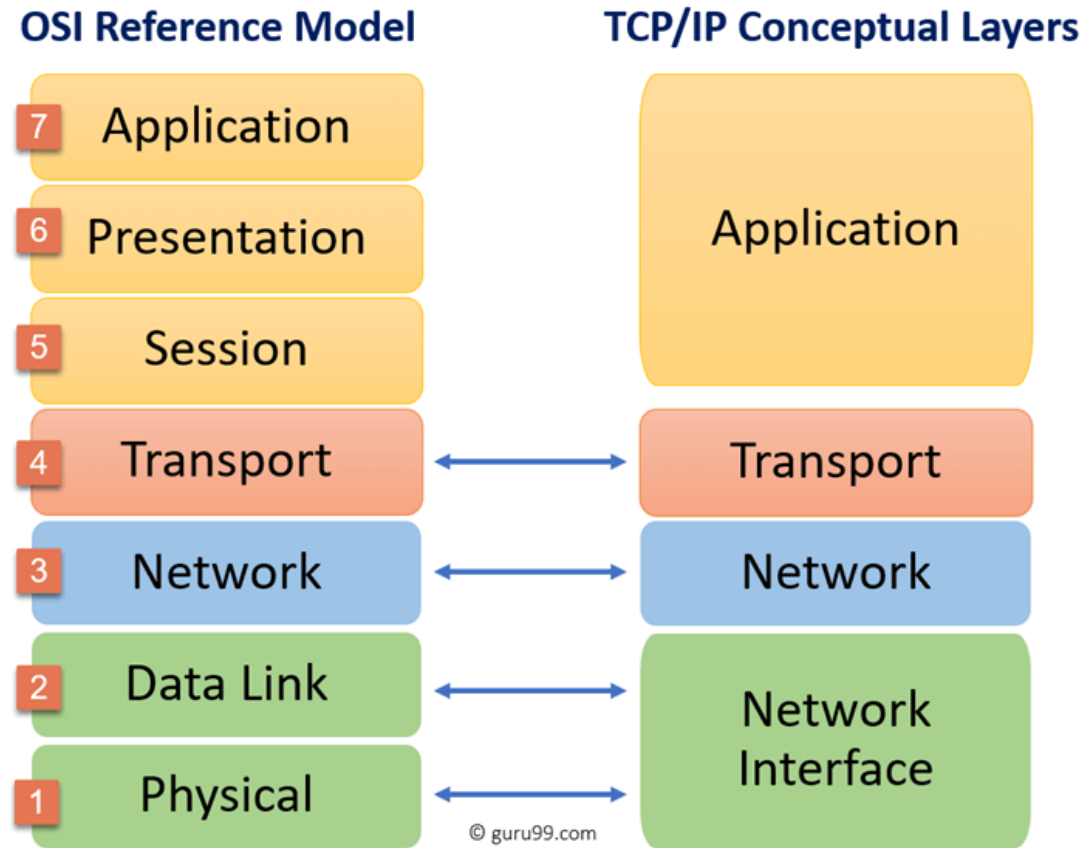 OSI Reference Model
TCP/IP Conceptual Layers
7 Application
6 Presentation
5 Session
4 Transport
3 Network
2 Data Link
1 Physical
Application
Transport
Network
Network
Interface
© guru99.com